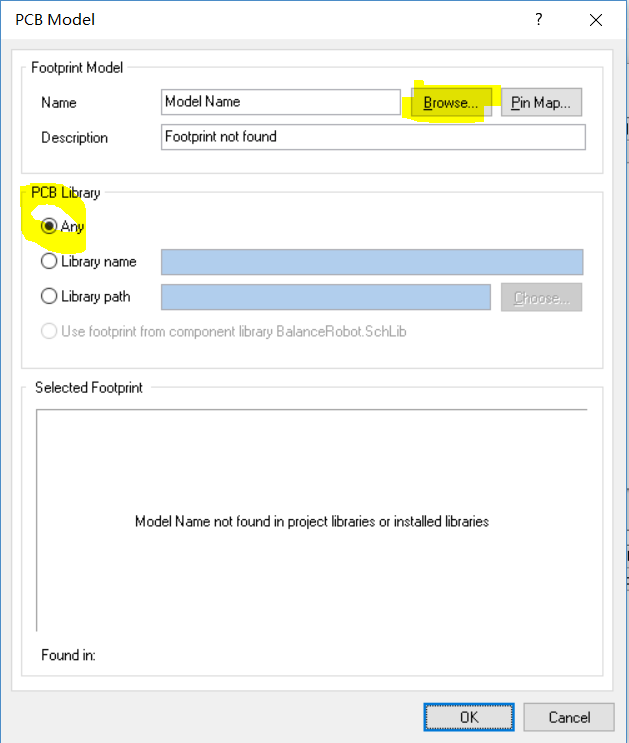 PCB Model
?
Footprint Model
Name Model Name Browse... Pin Map...
Description Footprint not found
PCB Library
Any
Library name
Library path Choose...
Use footprint from component library BalanceRobot.SchLib
Selected Footprint
Model Name not found in project libraries or installed libraries
Found in:
OK Cancel